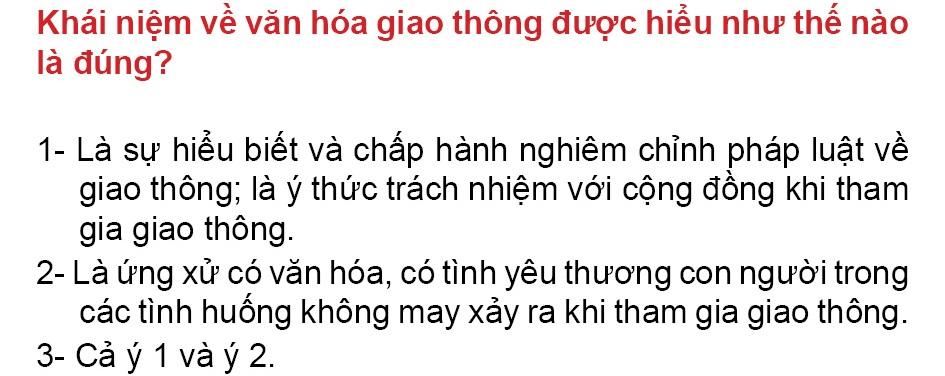 Khái niệm về văn hóa giao thông được hiểu như thế nào
là đúng?
1- Là sự hiểu biết và chấp hành nghiêm chỉnh pháp luật về
giao thông; là ý thức trách nhiệm với cộng đồng khi tham
gia giao thông.
2- Là ứng xử có văn hóa, có tình yêu thương con người trong
các tình huống không may xảy ra khi tham gia giao thông.
3- Cả ý 1 và ý 2.